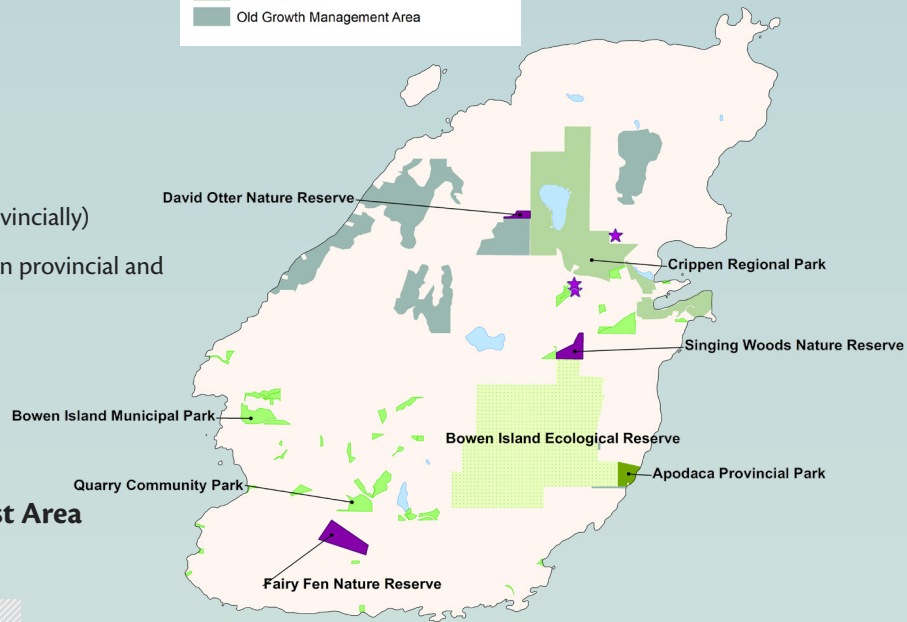 Old Growth Management Area
David Otter Nature Reserve
vincially)
n provincial and
Crippen Regional Park
Singing Woods Nature Reserve
Bowen Island Municipal Park
Bowen Island Ecological Reserve
Apodaca Provincial Park
Quarry Community Park
st Area
Fairy Fen Nature Reserve